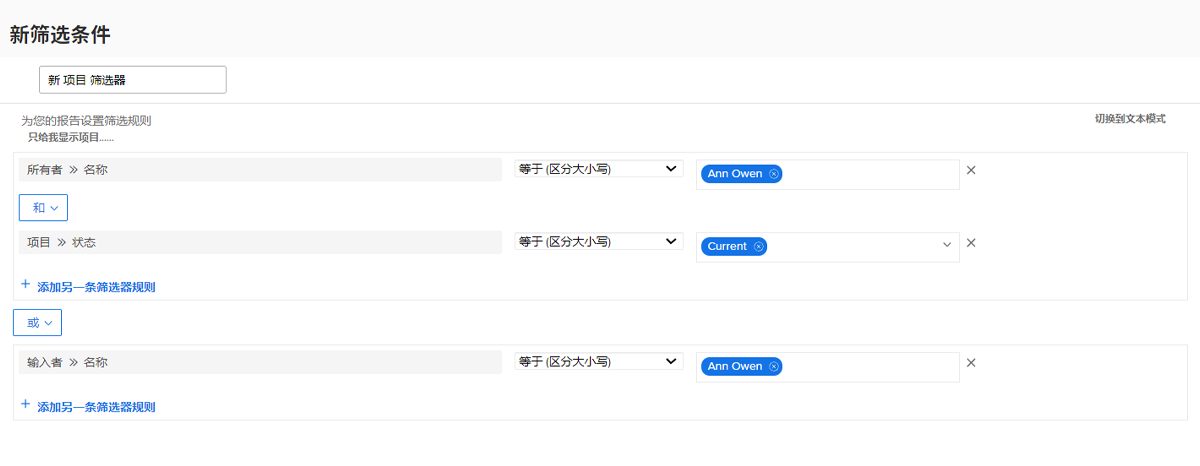 新筛选条件
新 项目 筛选器
为您的报告设置筛选规则 切换到文本模式
只给我显示项目......
所有者 » 名称 等于 (区分大小写) Ann Owen
和
项目 » 状态 等于 (区分大小写) Current
+ 添加另一条筛选器规则
或
输入者 » 名称 等于 (区分大小写) Ann Owen
+ 添加另一条筛选器规则